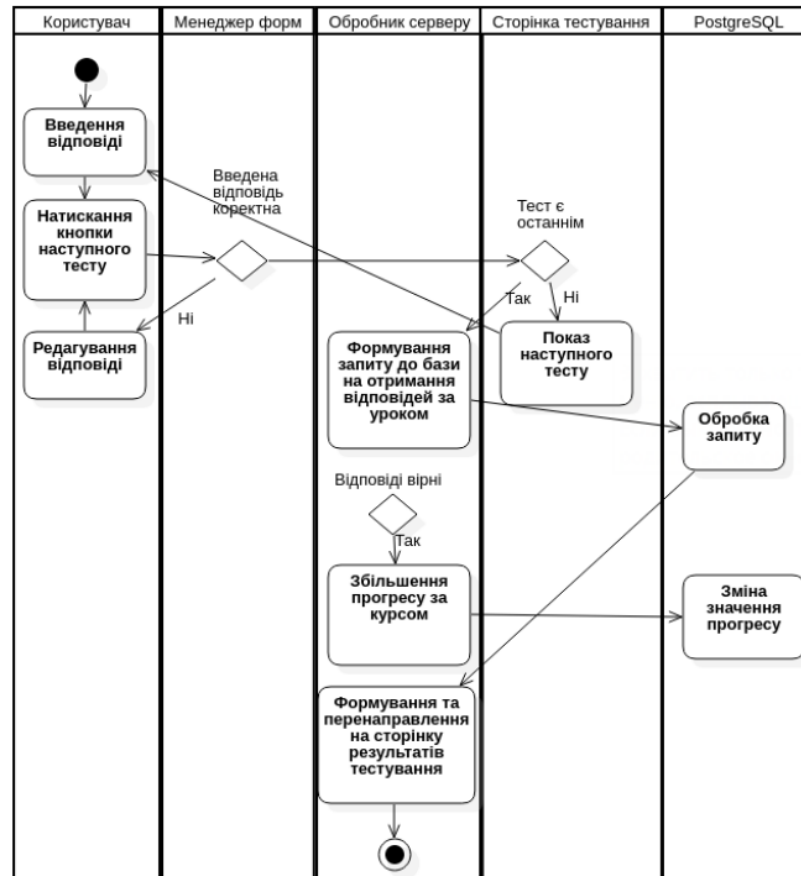 Користувач
Менеджер форм
Обробник серверу
Сторінка тестування
PostgreSQL
Введення
відповіді
Введена
відповідь
коректна
Тест є
останнім
Натискання
кнопки
наступного
тесту
Так
Ні
Ні
Редагування
відповіді
Формування
запиту до бази
на отримання
відповідей за
уроком
Показ
наступного
тесту
Обробка
запиту
Відповіді вірні
Так
Збільшення
прогресу за
курсом
Зміна
значення
прогресу
Формування та
перенаправлення
на сторінку
результатів
тестування